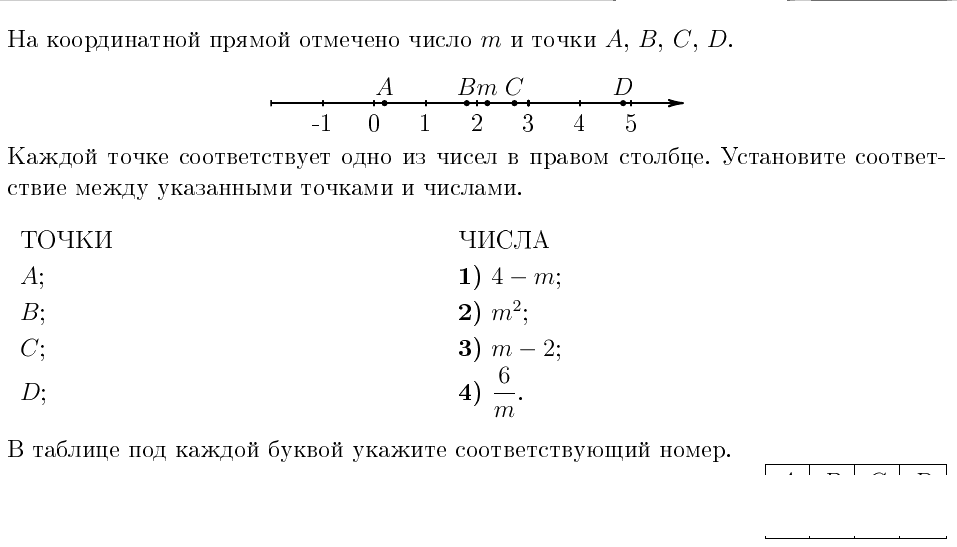 На координатной прямой отмечено число m и точки A, B, C, D.
A B m C D
-1 0 1 2 3 4 5
Каждой точке соответствует одно из чисел в правом столбце. Установите соответ-
ствие между указанными точками и числами.
ТОЧКИ ЧИСЛА
A; 1) 4 − m;
B; 2) m²;
C; 3) m − 2;
D; 4) 6/m.
В таблице под каждой буквой укажите соответствующий номер.